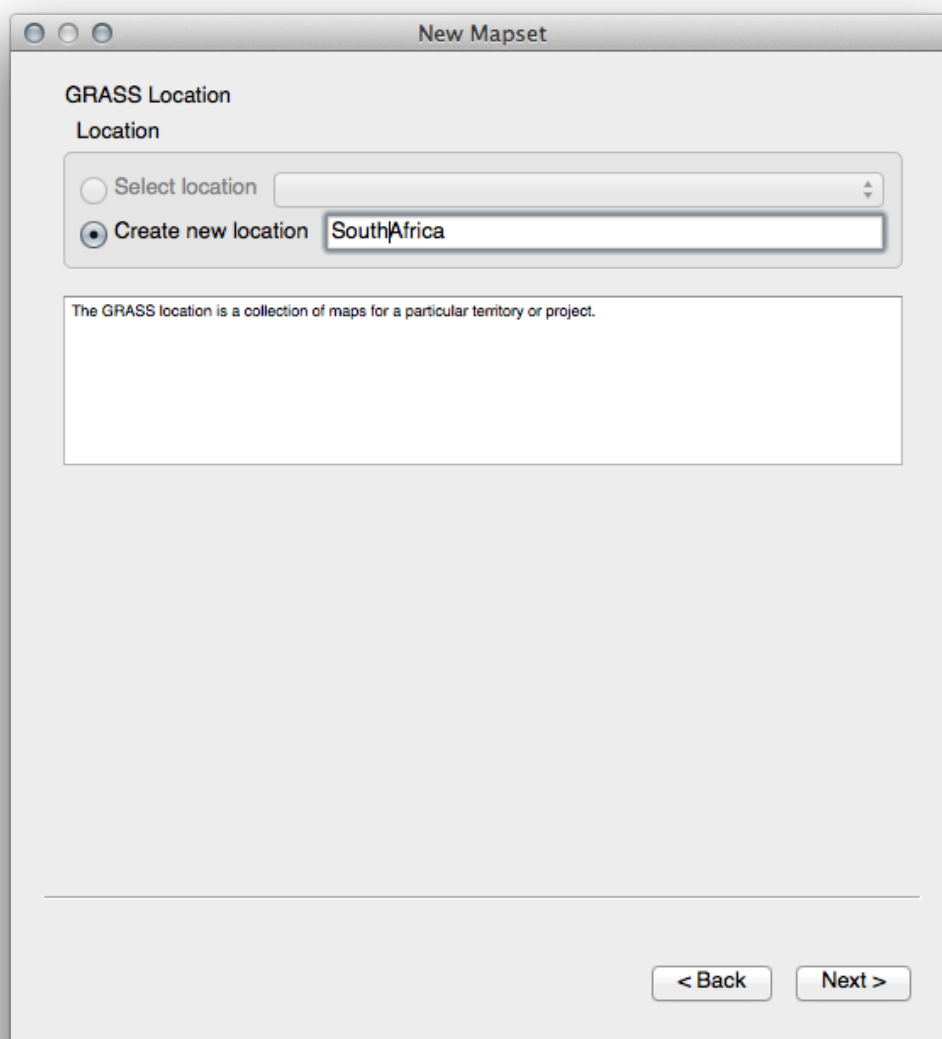 New Mapset
GRASS Location
Location
Select location
Create new location SouthAfrica
The GRASS location is a collection of maps for a particular territory or project.
< Back Next >